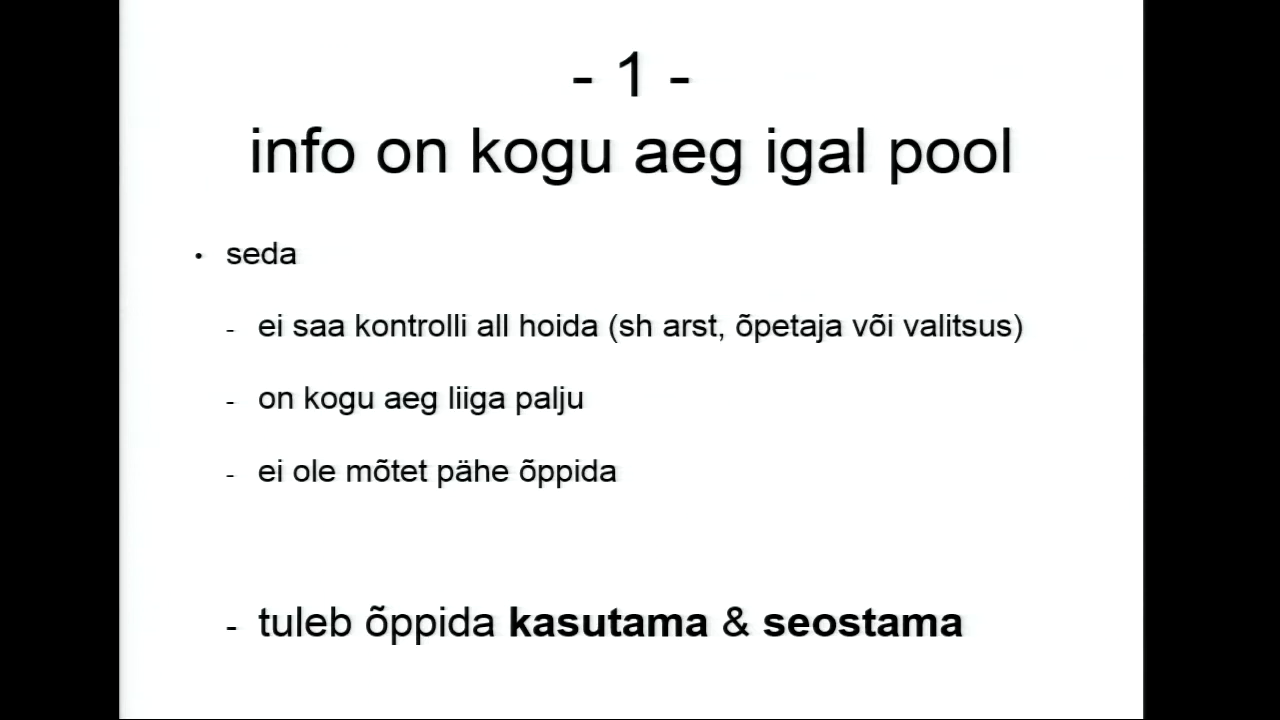 - 1 -
info on kogu aeg igal pool
• seda
- ei saa kontrolli all hoida (sh arst, õpetaja või valitsus)
- on kogu aeg liiga palju
- ei ole mõtet pähe õppida
- tuleb õppida kasutama & seostama